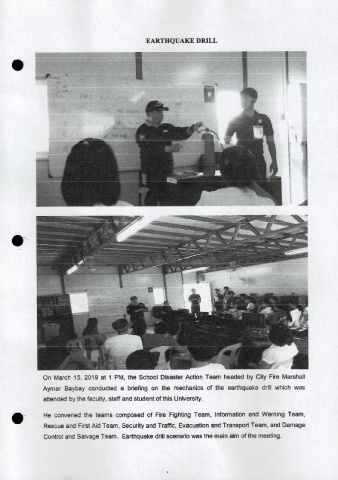 EARTHQUAKE DRILL
On March 15, 2019 at 1 PM, the School Disaster Action Team headed by City Fire Marshall
Aymar Baybay conducted a briefing on the mechanics of the earthquake drill which was
attended by the faculty, staff and student of this University.
He convened the teams composed of Fire Fighting Team, Information and Warning Team,
Rescue and First Aid Team, Security and Traffic, Evacuation and Transport Team, and Damage
Control and Salvage Team. Earthquake drill scenario was the main aim of the meeting.